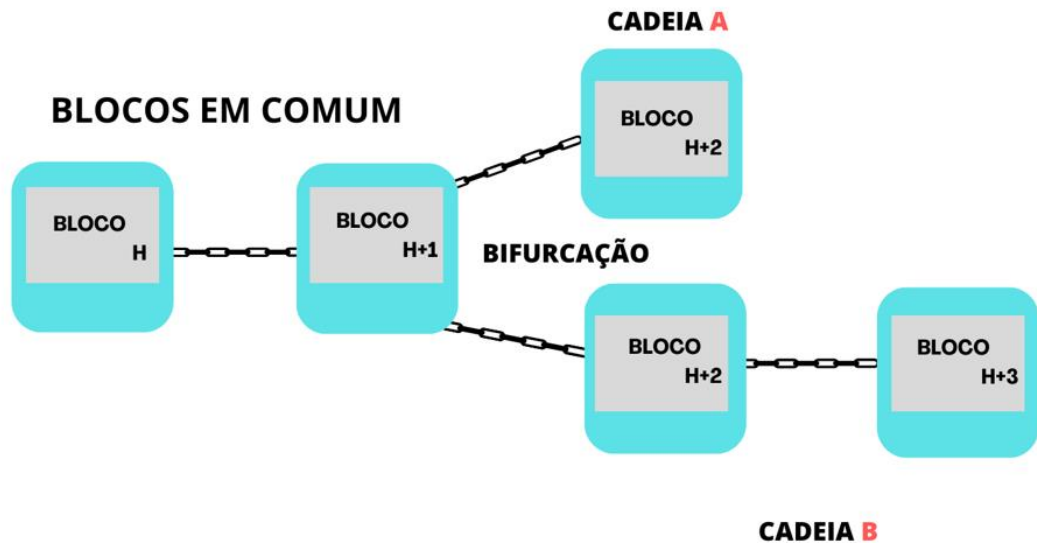 CADEIA A
BLOCOS EM COMUM
BLOCO
H+2
BLOCO
H
BLOCO
H+1
BIFURCAÇÃO
BLOCO
H+2
BLOCO
H+3
CADEIA B